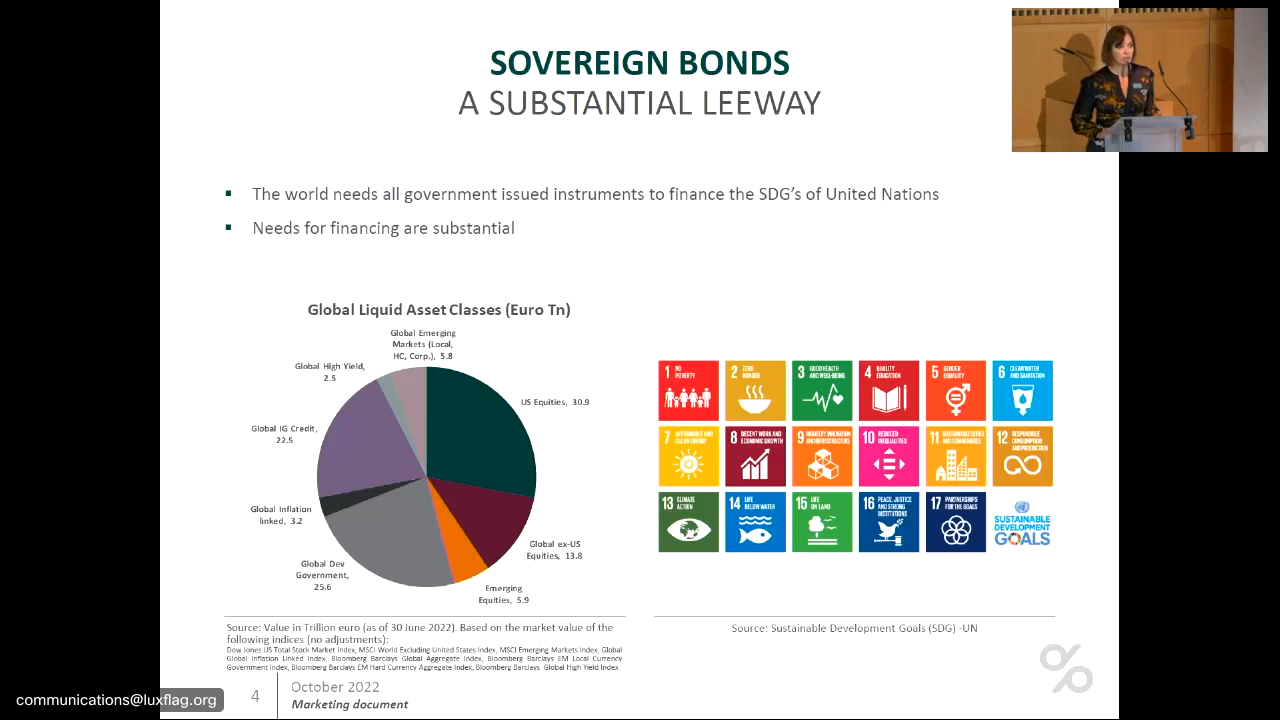 SOVEREIGN BONDS
A SUBSTANTIAL LEEWAY
▪ The world needs all government issued instruments to finance the SDG's of United Nations
▪ Needs for financing are substantial
Global Liquid Asset Classes (Euro Tn)
Global Emerging
Markets (Local,
HC, Corp.), 5.8
Global High Yield,
2.5
US Equities, 30.9
Global IG Credit,
22.5
Global Inflation
linked, 3.2
Global ex-US
Equities, 13.8
Global Dev
Government,
25.6
Emerging
Equities, 5.9
1 NO
POVERTY
2 ZERO
HUNGER
3 GOOD HEALTH
AND WELL-BEING
4 QUALITY
EDUCATION
5 GENDER
EQUALITY
6 CLEAN WATER
AND SANITATION
7 AFFORDABLE AND
CLEAN ENERGY
8 DECENT WORK AND
ECONOMIC GROWTH
9 INDUSTRY, INNOVATION
AND INFRASTRUCTURE
10 REDUCED
INEQUALITIES
11 SUSTAINABLE CITIES
AND COMMUNITIES
12 RESPONSIBLE
CONSUMPTION
AND PRODUCTION
13 CLIMATE
ACTION
14 LIFE
BELOW WATER
15 LIFE
ON LAND
16 PEACE, JUSTICE
AND STRONG
INSTITUTIONS
17 PARTNERSHIPS
FOR THE GOALS
SUSTAINABLE
DEVELOPMENT
GOALS
Source: Value in Trillion euro (as of 30 June 2022). Based on the market value of the
following indices (no adjustments):
Dow Jones US Total Stock Market Index, MSCI World Excluding United States Index, MSCI Emerging Markets Index, Global
Global Inflation Linked Index, Bloomberg Barclays Global Aggregate Index, Bloomberg Barclays EM Local Currency
Government Index, Bloomberg Barclays EM Hard Currency Aggregate Index, Bloomberg Barclays Global High Yield Index
Source: Sustainable Development Goals (SDG) -UN
4
October 2022
Marketing document
communications@luxflag.org